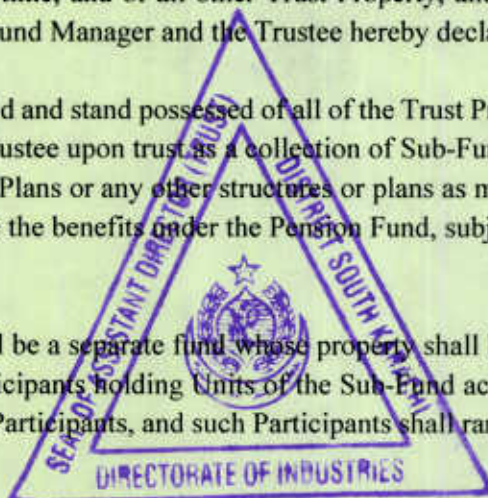 und Manager and the Trustee hereby decla
d and stand possessed of all of the Trust P
ustee upon trust as a collection of Sub-Fu
Plans or any other structures or plans as m
the benefits under the Pension Fund, subj
l be a separate fund whose property shall
icipants holding Units of the Sub-Fund ac
Participants, and such Participants shall ra
SEAL OF ASSISTANT DIRECTOR (TRUST)
DISTRICT SOUTH KARACHI
DIRECTORATE OF INDUSTRIES